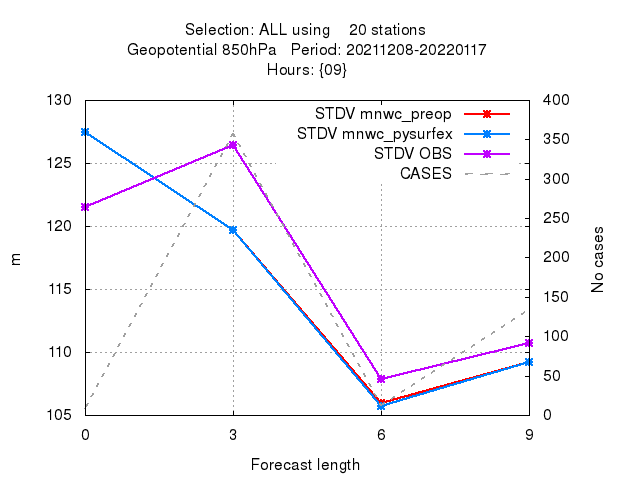 Selection: ALL using    20 stations
Geopotential 850hPa   Period: 20211208-20220117
Hours: {09}
130
125
120
115
110
105
m
STDV mnwc_preop
STDV mnwc_pysurfex
STDV OBS
CASES
400
350
300
250
200
150
100
50
0
No cases
0 3 6 9
Forecast length